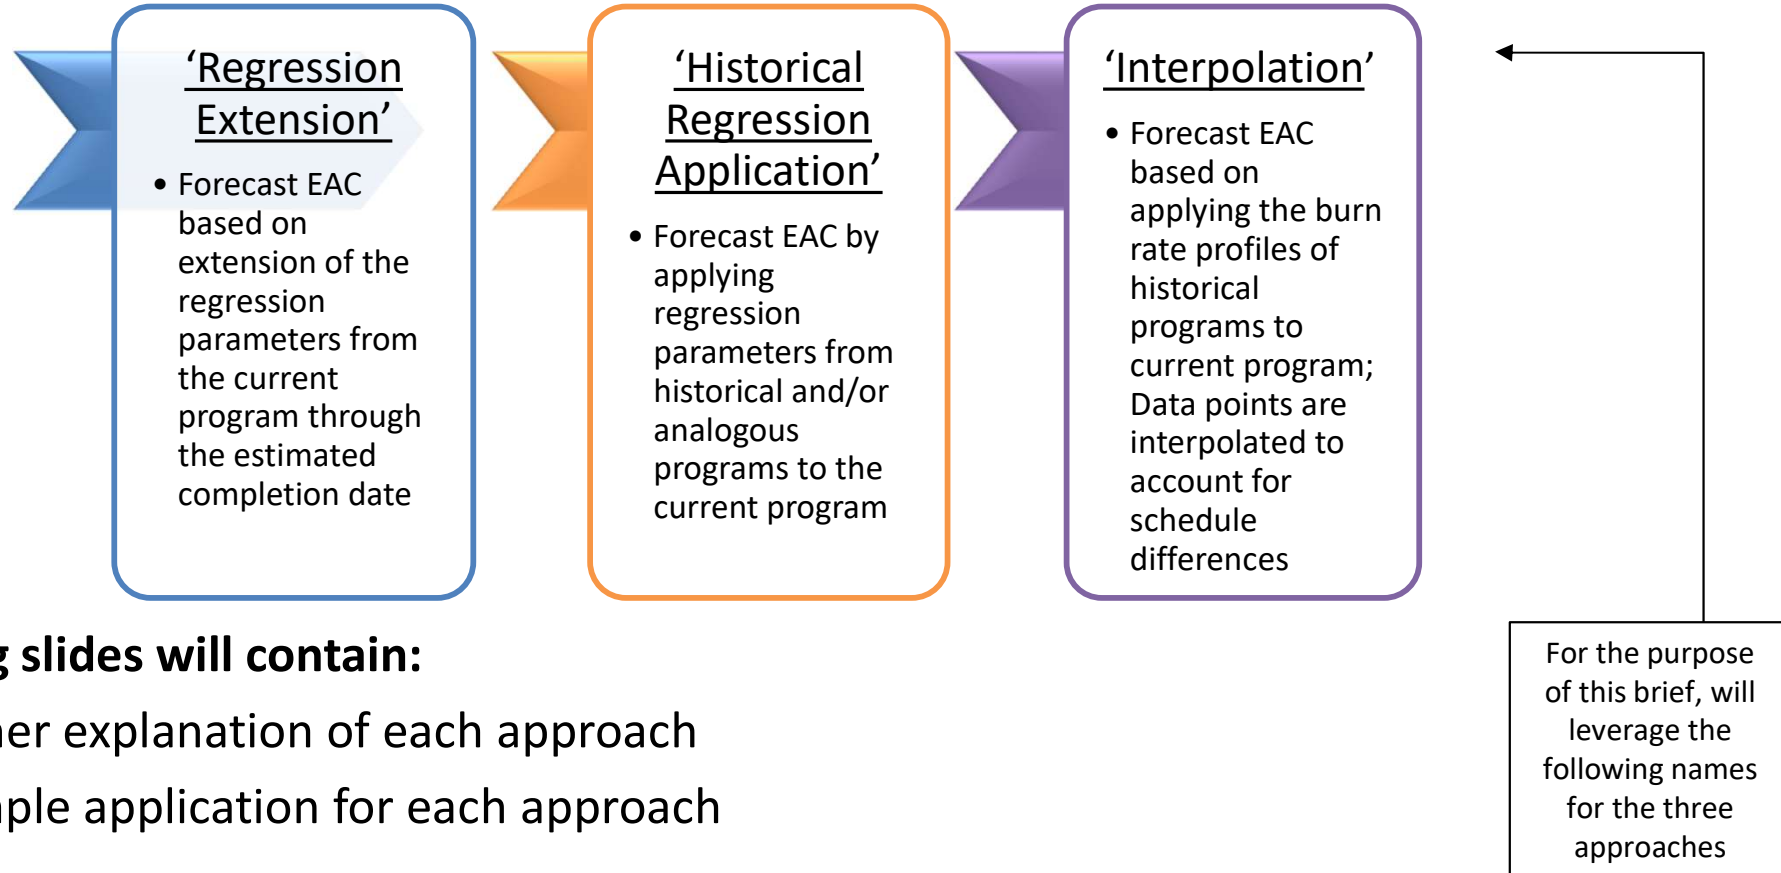 ‘Regression
Extension’
• Forecast EAC
based on
extension of the
regression
parameters from
the current
program through
the estimated
completion date
‘Historical
Regression
Application’
• Forecast EAC by
applying
regression
parameters from
historical and/or
analogous
programs to the
current program
‘Interpolation’
• Forecast EAC
based on
applying the burn
rate profiles of
historical
programs to
current program;
Data points are
interpolated to
account for
schedule
differences
slides will contain:
explanation of each approach
application for each approach
For the purpose
of this brief, will
leverage the
following names
for the three
approaches